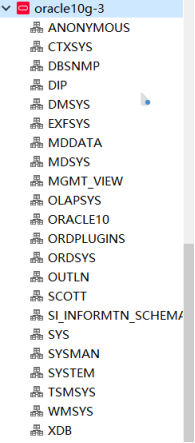 oracle10g-3
ANONYMOUS
CTXSYS
DBSNMP
DIP
DMSYS
EXFSYS
MDDATA
MDSYS
MGMT_VIEW
OLAPSYS
ORACLE10
ORDPLUGINS
ORDSYS
OUTLN
SCOTT
SI_INFORMTN_SCHEMA
SYS
SYSMAN
SYSTEM
TSMSYS
WMSYS
XDB